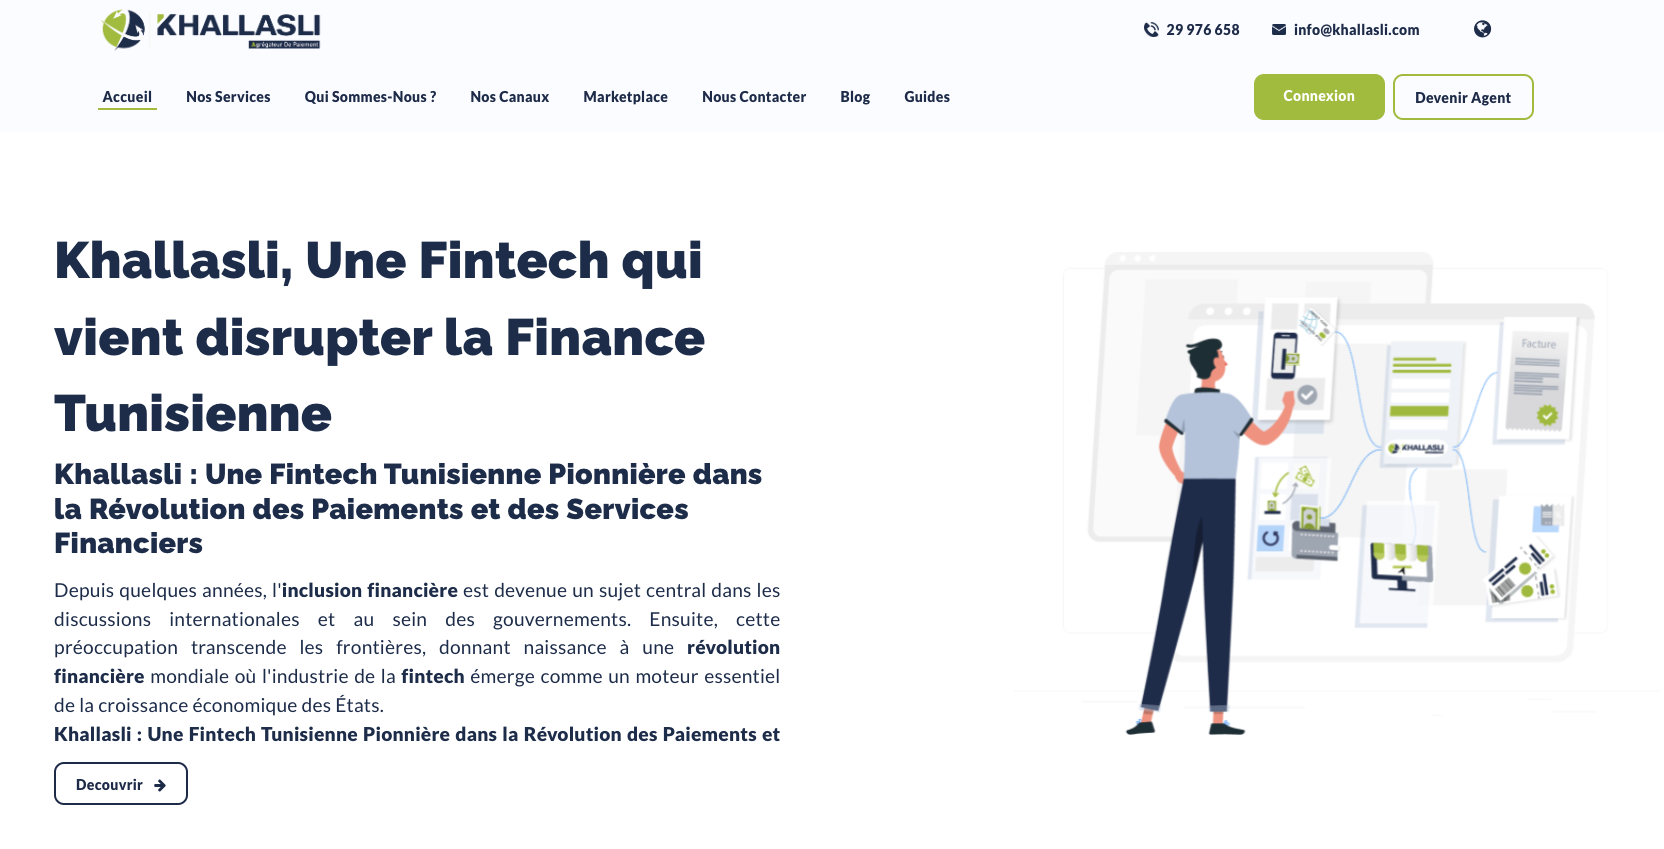 KHALLASLI
Agrégateur De Paiement
29 976 658
info@khallasli.com
Accueil
Nos Services
Qui Sommes-Nous ?
Nos Canaux
Marketplace
Nous Contacter
Blog
Guides
Connexion
Devenir Agent
Khallasli, Une Fintech qui
vient disrupter la Finance
Tunisienne
Khallasli : Une Fintech Tunisienne Pionnière dans
la Révolution des Paiements et des Services
Financiers
Depuis quelques années, l'inclusion financière est devenue un sujet central dans les
discussions internationales et au sein des gouvernements. Ensuite, cette
préoccupation transcende les frontières, donnant naissance à une révolution
financière mondiale où l'industrie de la fintech émerge comme un moteur essentiel
de la croissance économique des États.
Khallasli : Une Fintech Tunisienne Pionnière dans la Révolution des Paiements et
Decouvrir
Facture
KHALLASLI